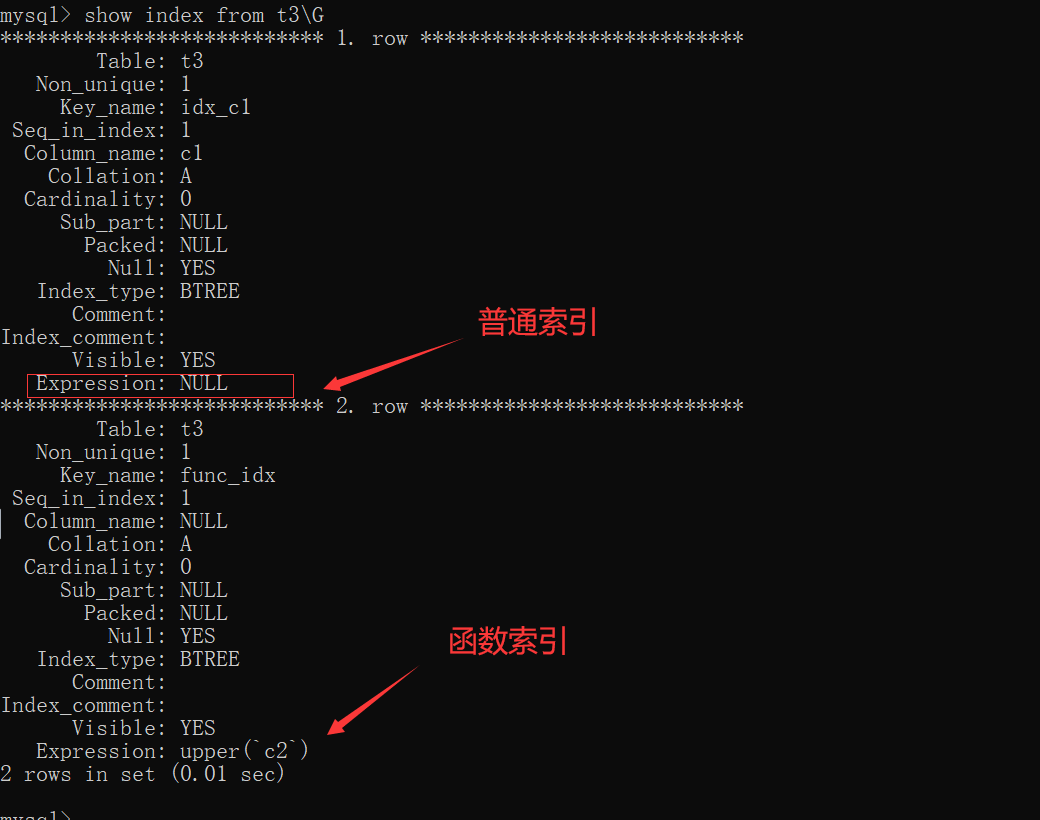 mysql> show index from t3\G
*************************** 1. row ***************************
Table: t3
Non_unique: 1
Key_name: idx_c1
Seq_in_index: 1
Column_name: c1
Collation: A
Cardinality: 0
Sub_part: NULL
Packed: NULL
Null: YES
Index_type: BTREE
Comment:
普通索引
Index_comment:
Visible: YES
Expression: NULL
*************************** 2. row ***************************
Table: t3
Non_unique: 1
Key_name: func_idx
Seq_in_index: 1
Column_name: NULL
Collation: A
Cardinality: 0
Sub_part: NULL
Packed: NULL
Null: YES
函数索引
Index_type: BTREE
Comment:
Index_comment:
Visible: YES
Expression: upper(`c2`)
2 rows in set (0.01 sec)
mysql>